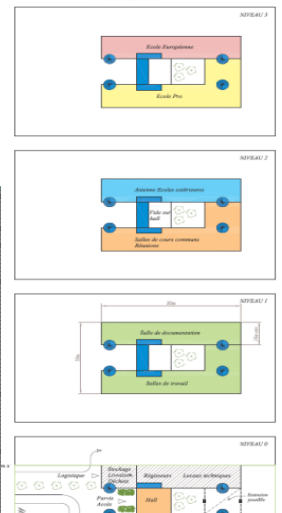 NIVEAU 3
Ecole Européenne
Ecole Pro
NIVEAU 2
Antenne Ecoles extérieures
Vide sur
hall
Salles de cours communs
Réunions
NIVEAU 1
Salle de documentation
Salles de travail
NIVEAU 0
Stockage
Livraison
Déchets
Logistique
Régisseurs
Locaux techniques
Parvis
Accès
Hall
Extension
possible